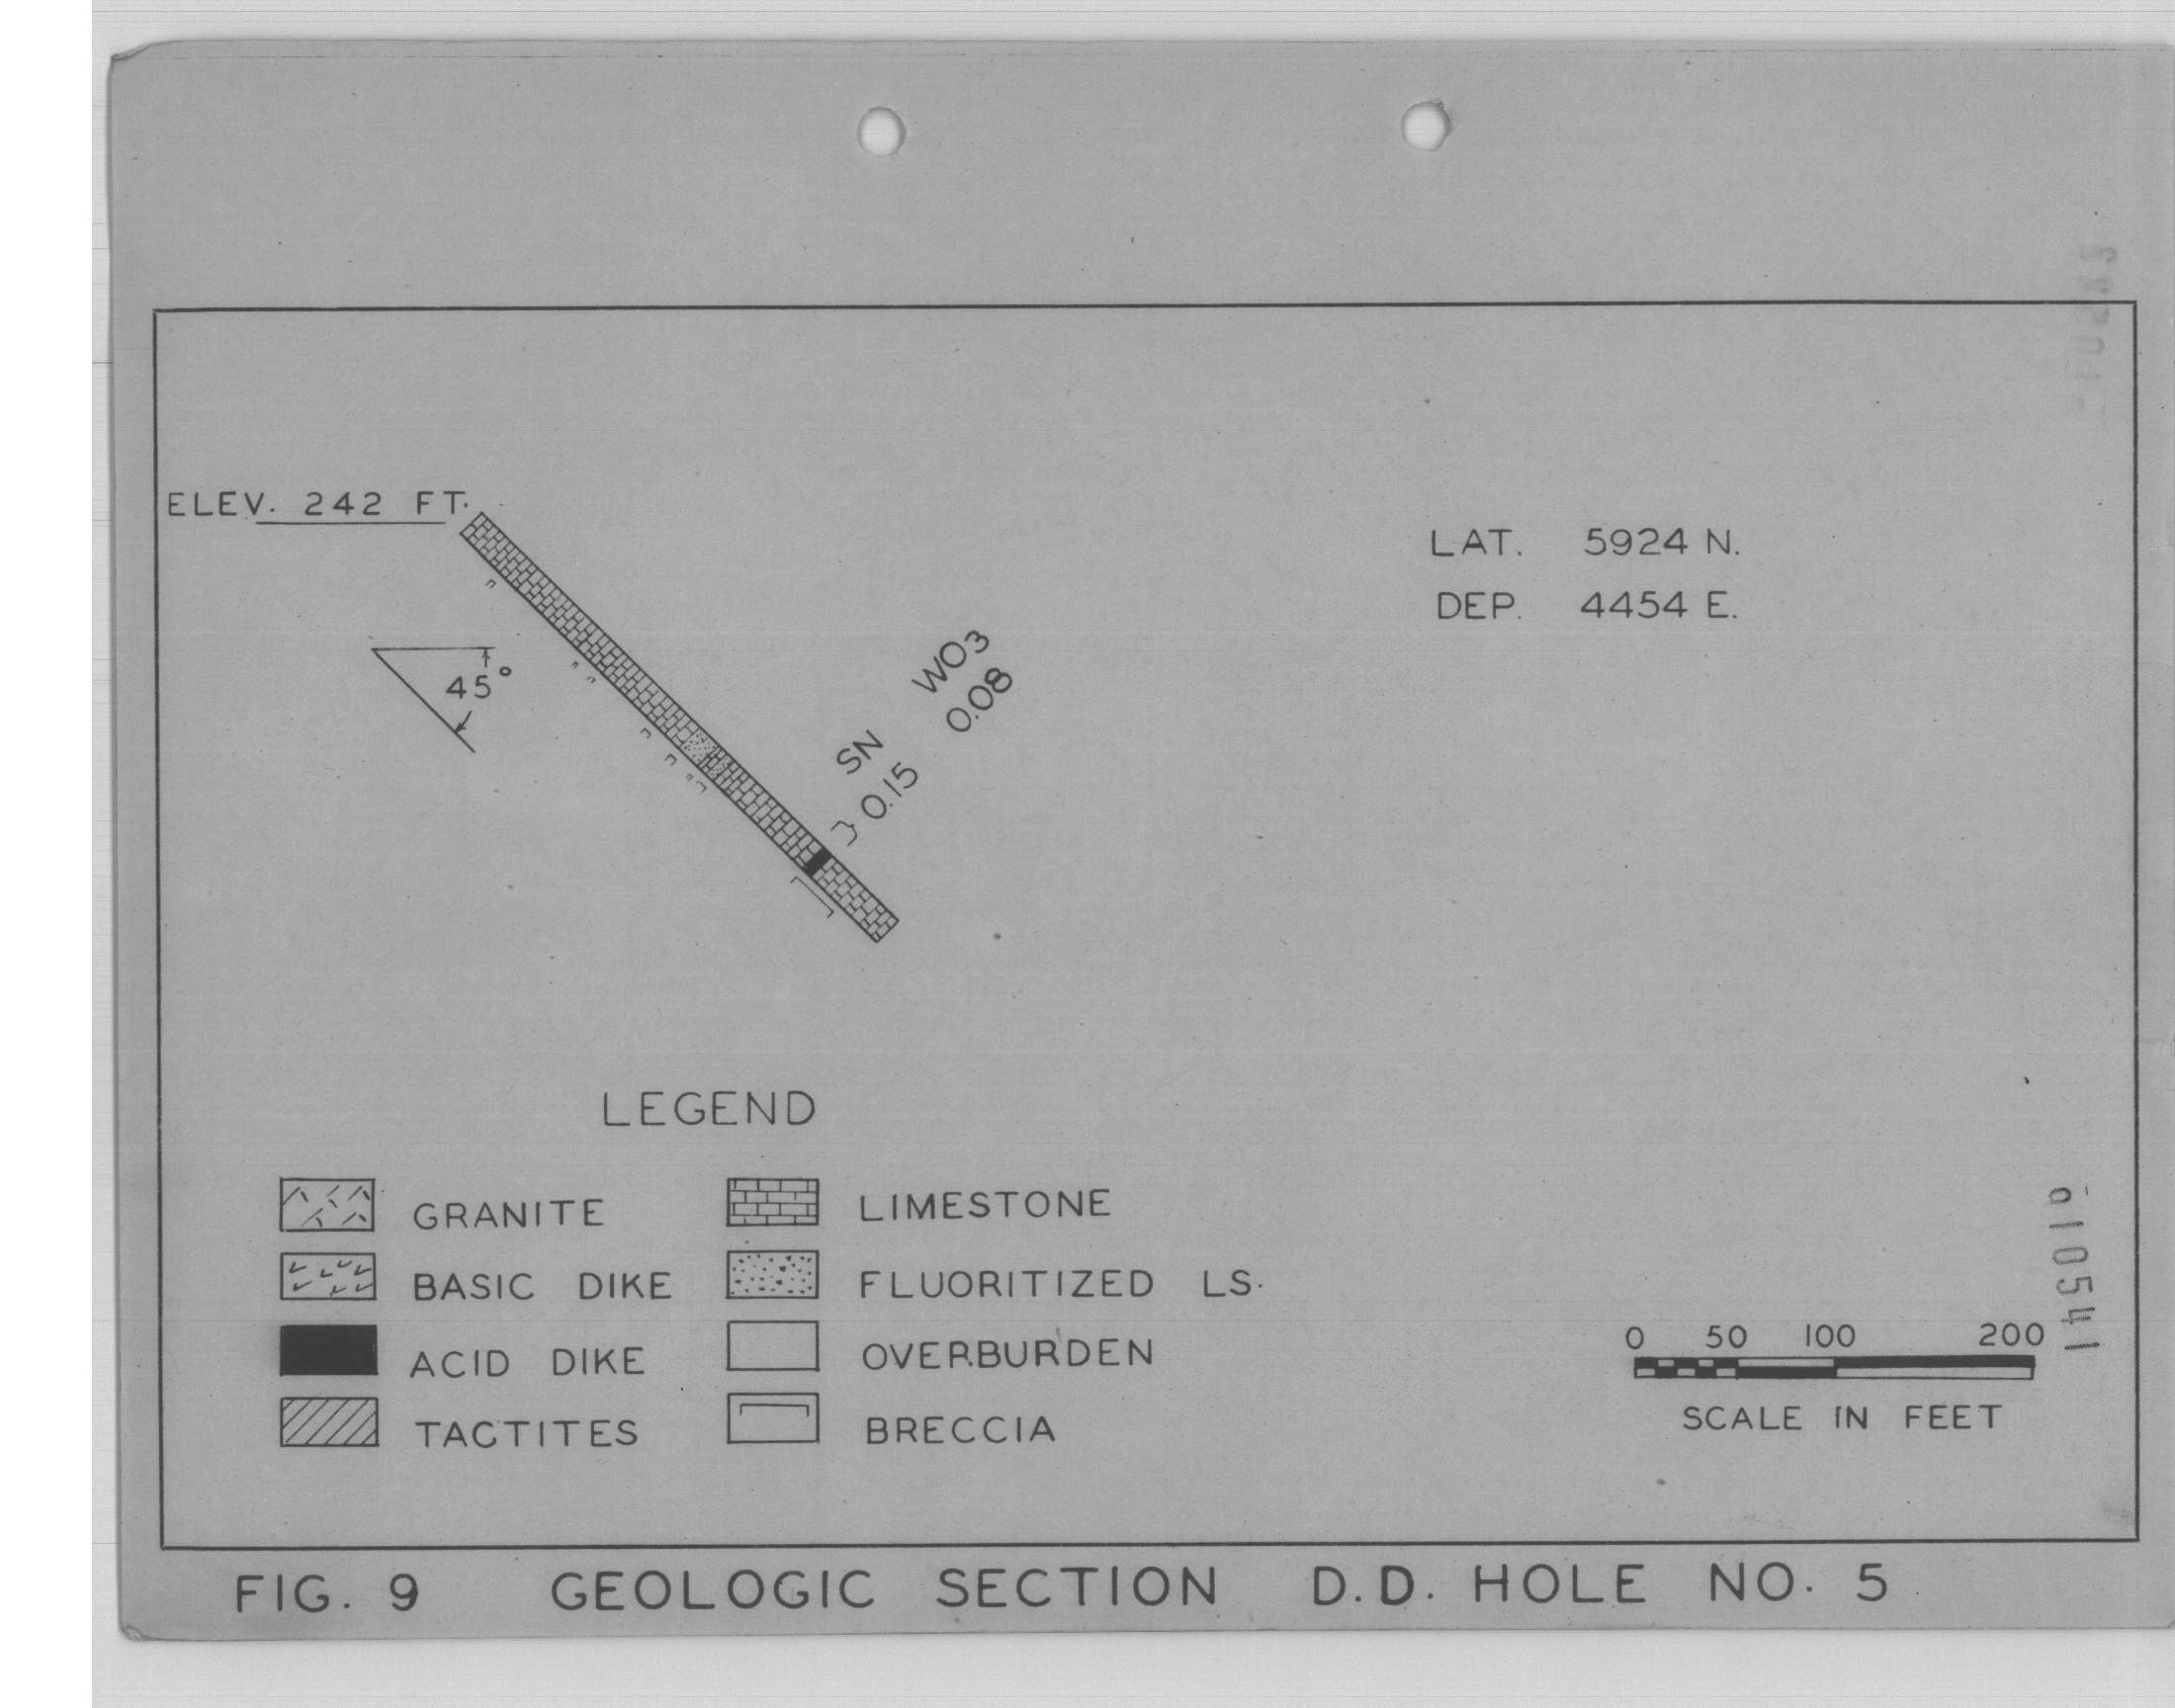 ELEV. 242 FT.
LAT. 5924 N.
DEP. 4454 E.
45°
SN WO3
0.15 0.08
LEGEND
GRANITE
BASIC DIKE
ACID DIKE
TACTITES
LIMESTONE
FLUORITIZED LS.
OVERBURDEN
BRECCIA
610541
0 50 100 200
SCALE IN FEET
FIG. 9 GEOLOGIC SECTION D.D. HOLE NO. 5